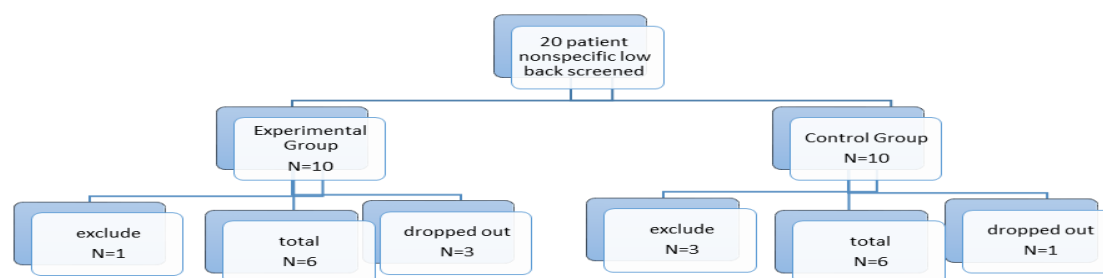 20 patient
nonspecific low
back screened
Experimental
Group
N=10
Control Group
N=10
exclude
N=1
total
N=6
dropped out
N=3
exclude
N=3
total
N=6
dropped out
N=1